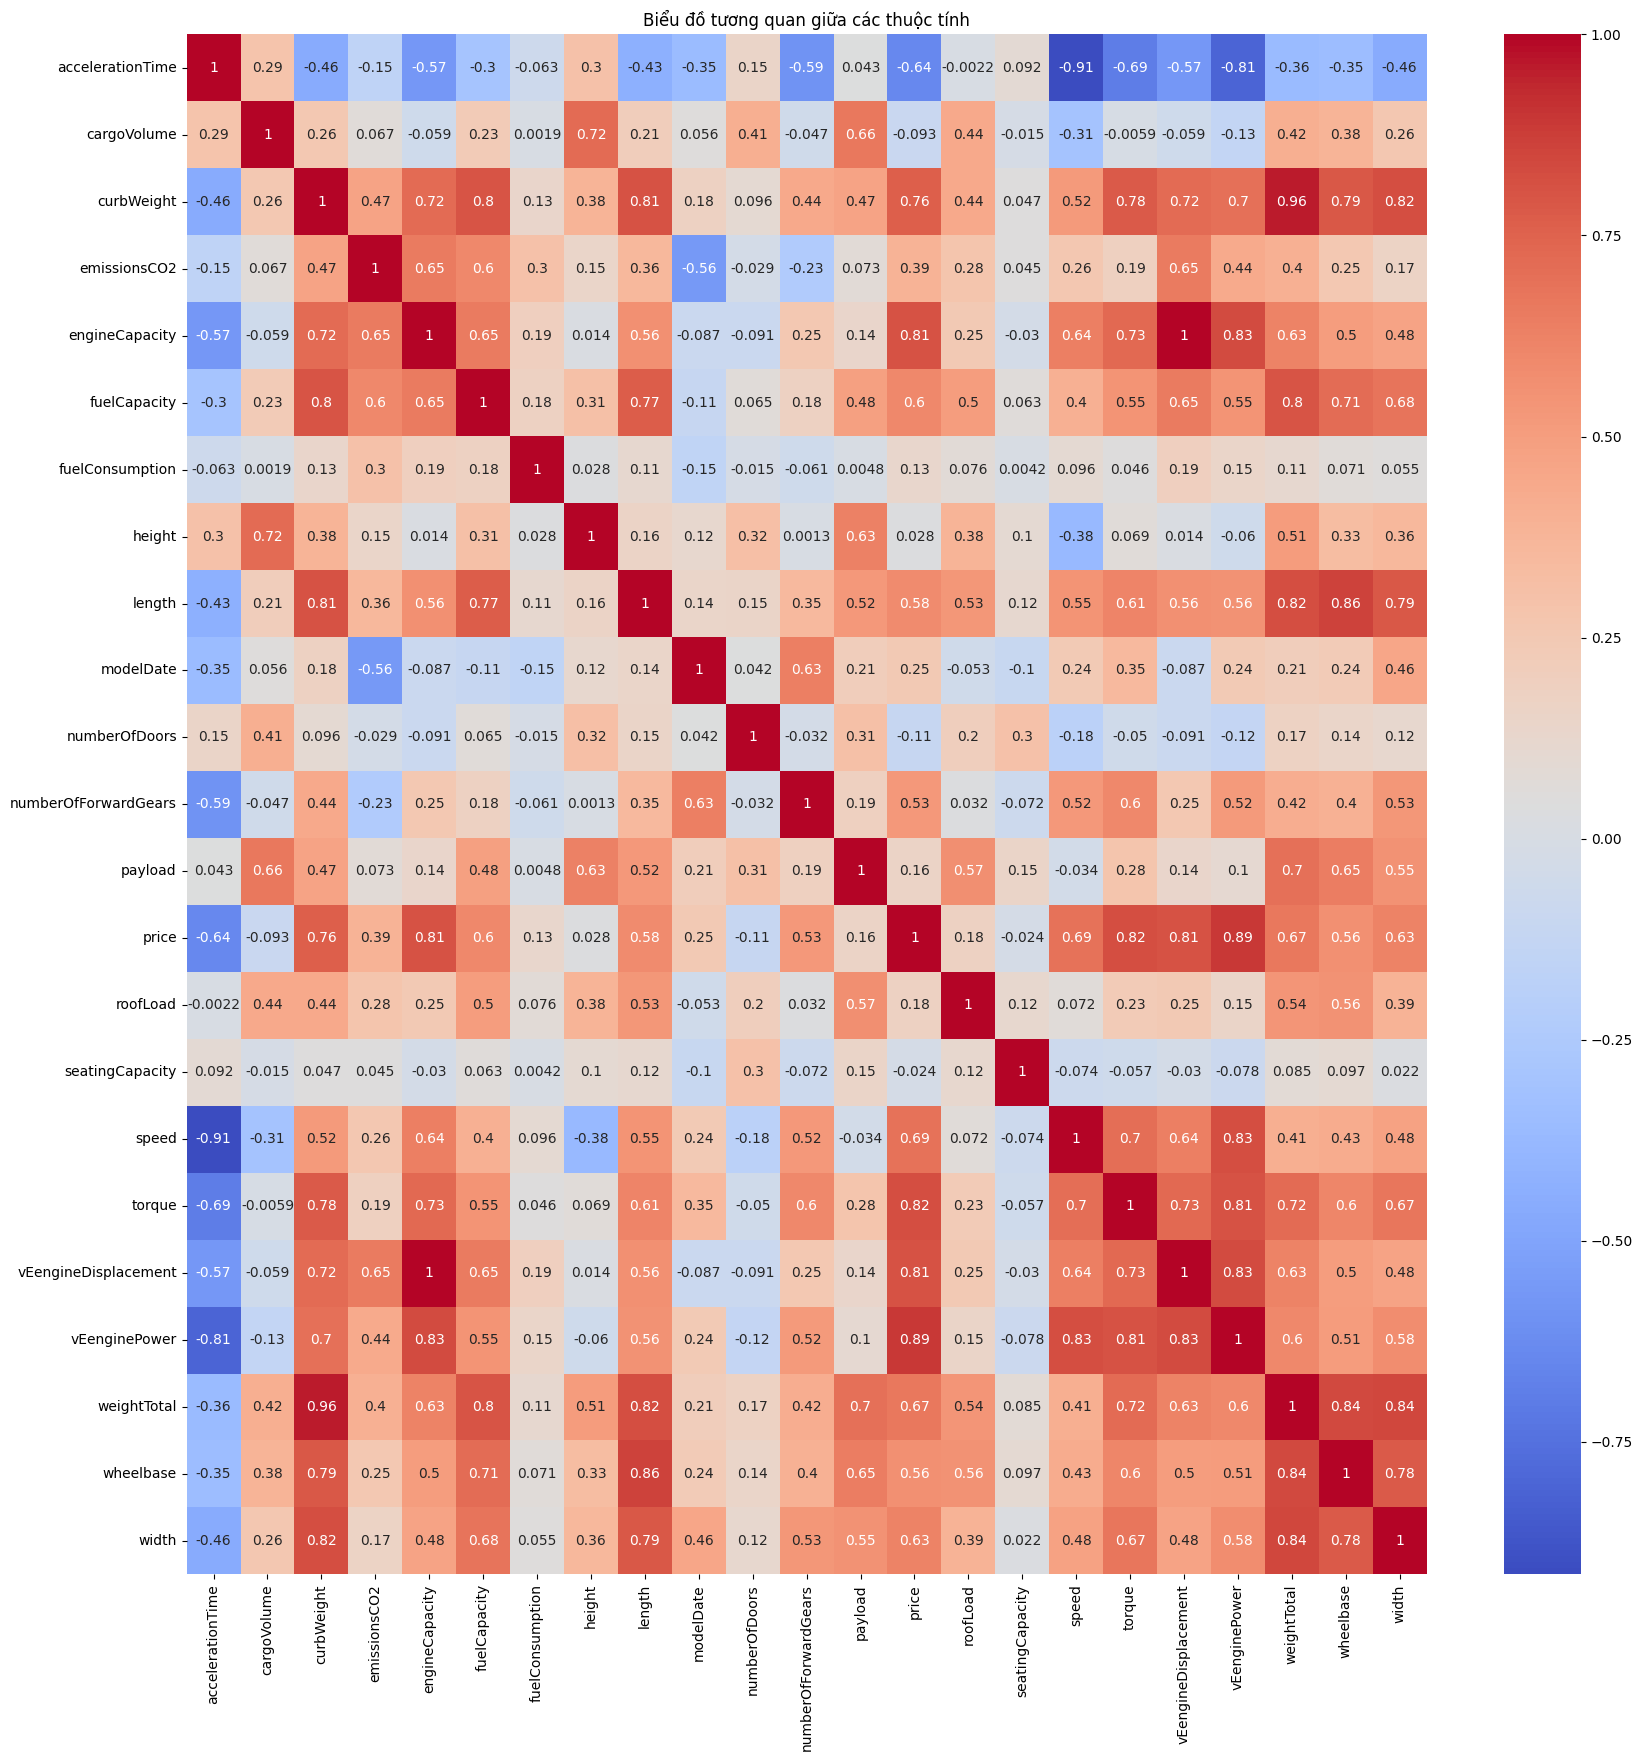 Biểu đồ tương quan giữa các thuộc tính
accelerationTime 1 0.29 -0.46 -0.15 -0.57 -0.3 -0.063 0.3 -0.43 -0.35 0.15 -0.59 0.043 -0.64 -0.0022 0.092 -0.91 -0.69 -0.57 -0.81 -0.36 -0.35 -0.46
cargoVolume 0.29 1 0.26 0.067 -0.059 0.23 0.0019 0.72 0.21 0.056 0.41 -0.047 0.66 -0.093 0.44 -0.015 -0.31 -0.0059 -0.059 -0.13 0.42 0.38 0.26
curbWeight -0.46 0.26 1 0.47 0.72 0.8 0.13 0.38 0.81 0.18 0.096 0.44 0.47 0.76 0.44 0.047 0.52 0.78 0.72 0.7 0.96 0.79 0.82
emissionsCO2 -0.15 0.067 0.47 1 0.65 0.6 0.3 0.15 0.36 -0.56 -0.029 -0.23 0.073 0.39 0.28 0.045 0.26 0.19 0.65 0.44 0.4 0.25 0.17
engineCapacity -0.57 -0.059 0.72 0.65 1 0.65 0.19 0.014 0.56 -0.087 -0.091 0.25 0.14 0.81 0.25 -0.03 0.64 0.73 1 0.83 0.63 0.5 0.48
fuelCapacity -0.3 0.23 0.8 0.6 0.65 1 0.18 0.31 0.77 -0.11 0.065 0.18 0.48 0.6 0.5 0.063 0.4 0.55 0.65 0.55 0.8 0.71 0.68
fuelConsumption -0.063 0.0019 0.13 0.3 0.19 0.18 1 0.028 0.11 -0.15 -0.015 -0.061 0.0048 0.13 0.076 0.0042 0.096 0.046 0.19 0.15 0.11 0.071 0.055
height 0.3 0.72 0.38 0.15 0.014 0.31 0.028 1 0.16 0.12 0.32 0.0013 0.63 0.028 0.38 0.1 -0.38 0.069 0.014 -0.06 0.51 0.33 0.36
length -0.43 0.21 0.81 0.36 0.56 0.77 0.11 0.16 1 0.14 0.15 0.35 0.52 0.58 0.53 0.12 0.55 0.61 0.56 0.56 0.82 0.86 0.79
modelDate -0.35 0.056 0.18 -0.56 -0.087 -0.11 -0.15 0.12 0.14 1 0.042 0.63 0.21 0.25 -0.053 -0.1 0.24 0.35 -0.087 0.24 0.21 0.24 0.46
numberOfDoors 0.15 0.41 0.096 -0.029 -0.091 0.065 -0.015 0.32 0.15 0.042 1 -0.032 0.31 -0.11 0.2 0.3 -0.18 -0.05 -0.091 -0.12 0.17 0.14 0.12
numberOfForwardGears -0.59 -0.047 0.44 -0.23 0.25 0.18 -0.061 0.0013 0.35 0.63 -0.032 1 0.19 0.53 0.032 -0.072 0.52 0.6 0.25 0.52 0.42 0.4 0.53
payload 0.043 0.66 0.47 0.073 0.14 0.48 0.0048 0.63 0.52 0.21 0.31 0.19 1 0.16 0.57 0.15 -0.034 0.28 0.14 0.1 0.7 0.65 0.55
price -0.64 -0.093 0.76 0.39 0.81 0.6 0.13 0.028 0.58 0.25 -0.11 0.53 0.16 1 0.18 -0.024 0.69 0.82 0.81 0.89 0.67 0.56 0.63
roofLoad -0.0022 0.44 0.44 0.28 0.25 0.5 0.076 0.38 0.53 -0.053 0.2 0.032 0.57 0.18 1 0.12 0.072 0.23 0.25 0.15 0.54 0.56 0.39
seatingCapacity 0.092 -0.015 0.047 0.045 -0.03 0.063 0.0042 0.1 0.12 -0.1 0.3 -0.072 0.15 -0.024 0.12 1 -0.074 -0.057 -0.03 -0.078 0.085 0.097 0.022
speed -0.91 -0.31 0.52 0.26 0.64 0.4 0.096 -0.38 0.55 0.24 -0.18 0.52 -0.034 0.69 0.072 -0.074 1 0.7 0.64 0.83 0.41 0.43 0.48
torque -0.69 -0.0059 0.78 0.19 0.73 0.55 0.046 0.069 0.61 0.35 -0.05 0.6 0.28 0.82 0.23 -0.057 0.7 1 0.73 0.81 0.72 0.6 0.67
vEengineDisplacement -0.57 -0.059 0.72 0.65 1 0.65 0.19 0.014 0.56 -0.087 -0.091 0.25 0.14 0.81 0.25 -0.03 0.64 0.73 1 0.83 0.63 0.5 0.48
vEenginePower -0.81 -0.13 0.7 0.44 0.83 0.55 0.15 -0.06 0.56 0.24 -0.12 0.52 0.1 0.89 0.15 -0.078 0.83 0.81 0.83 1 0.6 0.51 0.58
weightTotal -0.36 0.42 0.96 0.4 0.63 0.8 0.11 0.51 0.82 0.21 0.17 0.42 0.7 0.67 0.54 0.085 0.41 0.72 0.63 0.6 1 0.84 0.84
wheelbase -0.35 0.38 0.79 0.25 0.5 0.71 0.071 0.33 0.86 0.24 0.14 0.4 0.65 0.56 0.56 0.097 0.43 0.6 0.5 0.51 0.84 1 0.78
width -0.46 0.26 0.82 0.17 0.48 0.68 0.055 0.36 0.79 0.46 0.12 0.53 0.55 0.63 0.39 0.022 0.48 0.67 0.48 0.58 0.84 0.78 1
accelerationTime
cargoVolume
curbWeight
emissionsCO2
engineCapacity
fuelCapacity
fuelConsumption
height
length
modelDate
numberOfDoors
numberOfForwardGears
payload
price
roofLoad
seatingCapacity
speed
torque
vEengineDisplacement
vEenginePower
weightTotal
wheelbase
width
1.00
0.75
0.50
0.25
0.00
−0.25
−0.50
−0.75